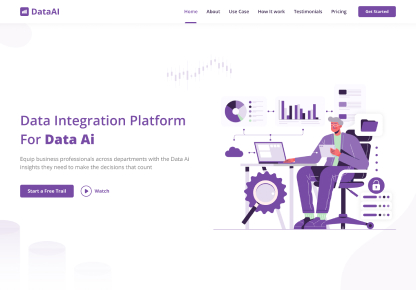 DataAI
Home About Use Case How It work Testimonials Pricing Get Started
Data Integration Platform
For Data Ai
Equip business professionals across departments with the Data AI
insights they need to make the decisions that count
Start a Free Trail Watch